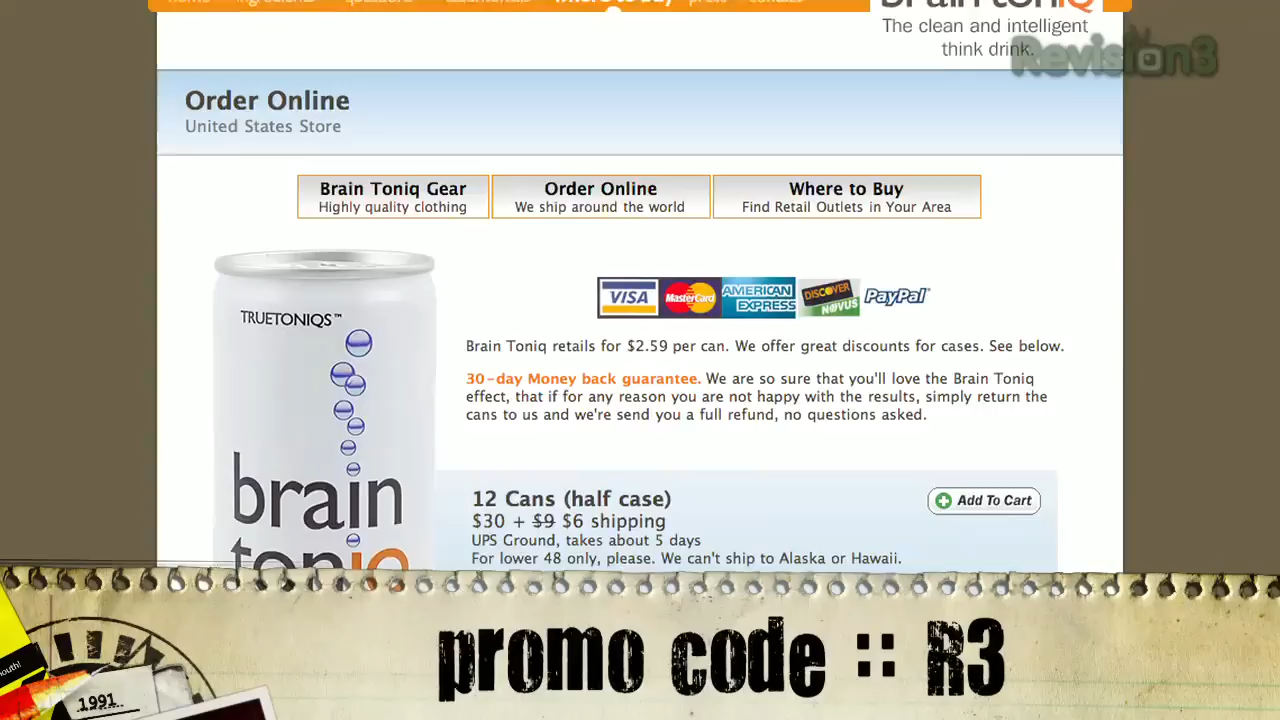 where to buy
brain toniq
The clean and intelligent
think drink.
Revision3
Order Online
United States Store
Brain Toniq Gear
Highly quality clothing
Order Online
We ship around the world
Where to Buy
Find Retail Outlets in Your Area
TRUETONIQS™
VISA
MasterCard
AMERICAN
EXPRESS
DISCOVER
NOVUS
PayPal
Brain Toniq retails for $2.59 per can. We offer great discounts for cases. See below.
30-day Money back guarantee. We are so sure that you'll love the Brain Toniq
effect, that if for any reason you are not happy with the results, simply return the
cans to us and we're send you a full refund, no questions asked.
brain
toniq
12 Cans (half case)
Add To Cart
$30 + $9 $6 shipping
UPS Ground, takes about 5 days
For lower 48 only, please. We can't ship to Alaska or Hawaii.
promo code :: R3
1991